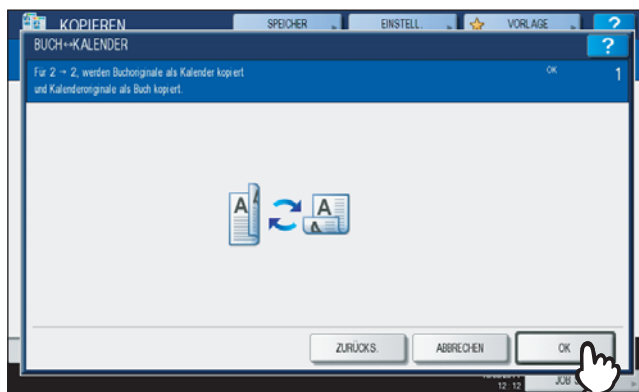 KOPIEREN
SPEICHER
EINSTELL.
VORLAGE
?
BUCH↔KALENDER
?
Für 2 → 2, werden Buchoriginale als Kalender kopiert
und Kalenderoriginale als Buch kopiert.
OK
1
A
A
A
A
ZURÜCKS.
ABBRECHEN
OK
12:12
JOB S